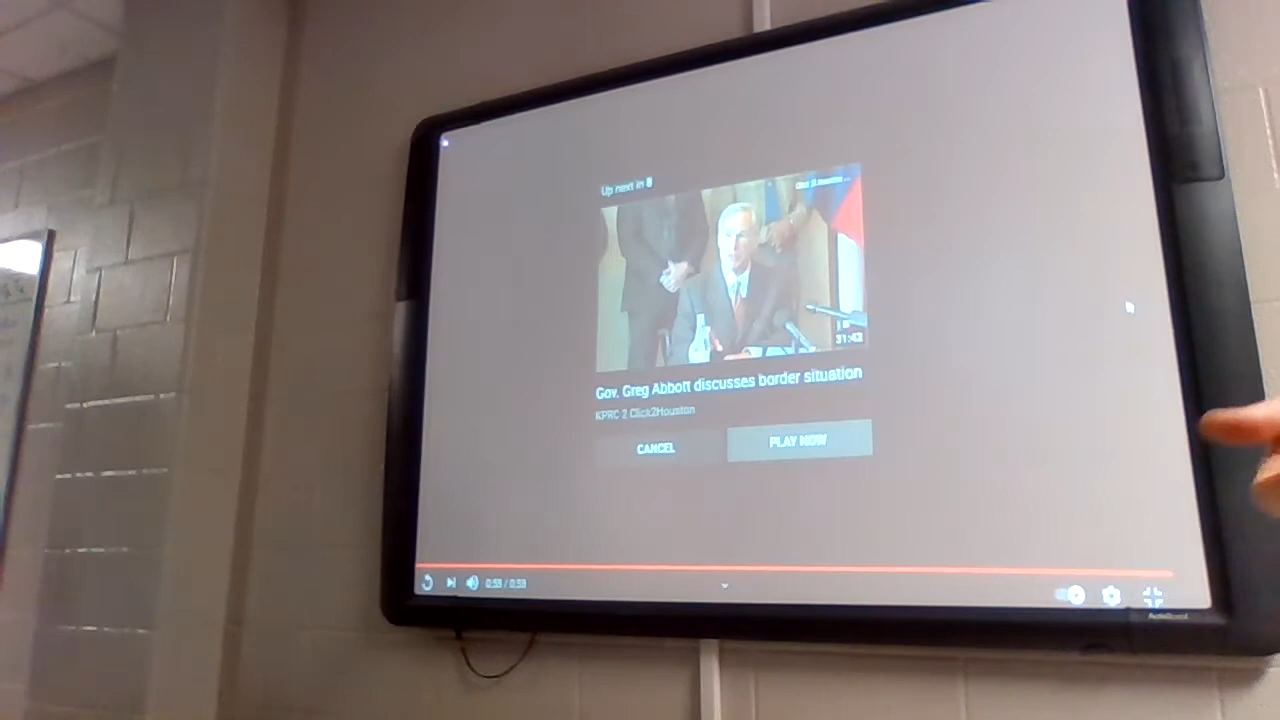 Up next in 8
31:42
Gov. Greg Abbott discusses border situation
KPRC 2 Click2Houston
CANCEL
PLAY NOW
0:53 / 0:53